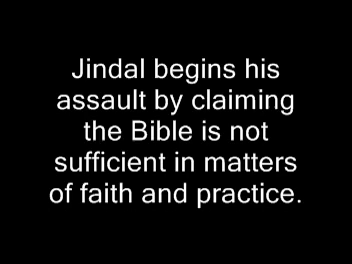 Jindal begins his
assault by claiming
the Bible is not
sufficient in matters
of faith and practice.